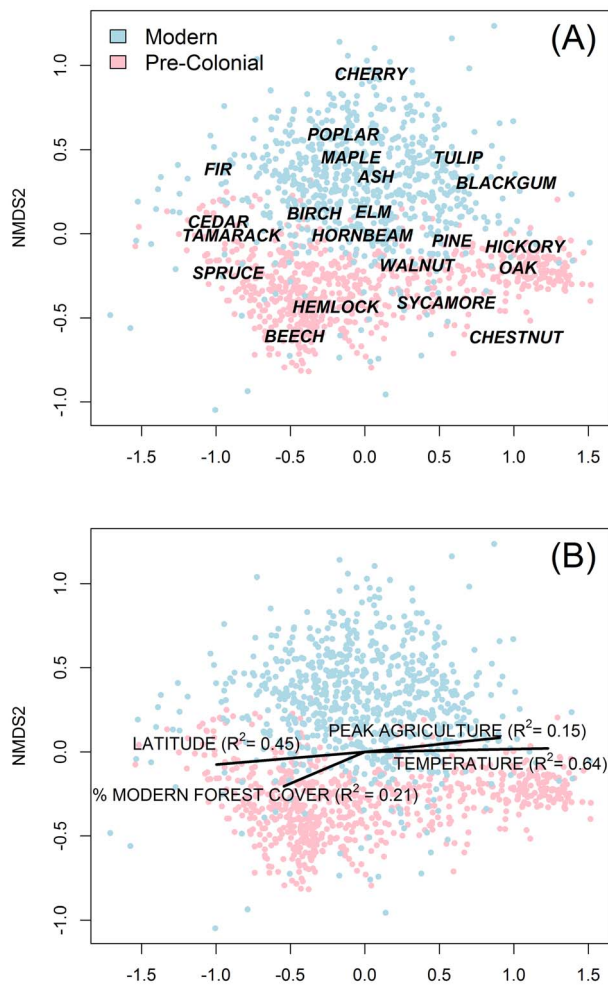 (A)
Modern
Pre-Colonial
CHERRY
POPLAR
MAPLE
TULIP
FIR
ASH
BLACKGUM
BIRCH
ELM
CEDAR
TAMARACK
HORNBEAM
PINE
HICKORY
WALNUT
OAK
SPRUCE
HEMLOCK
SYCAMORE
BEECH
CHESTNUT
NMDS2
1.0
0.5
0.0
-0.5
-1.0
-1.5 -1.0 -0.5 0.0 0.5 1.0 1.5
(B)
PEAK AGRICULTURE (R²= 0.15)
LATITUDE (R²= 0.45)
TEMPERATURE (R²= 0.64)
% MODERN FOREST COVER (R²= 0.21)
NMDS2
1.0
0.5
0.0
-0.5
-1.0
-1.5 -1.0 -0.5 0.0 0.5 1.0 1.5